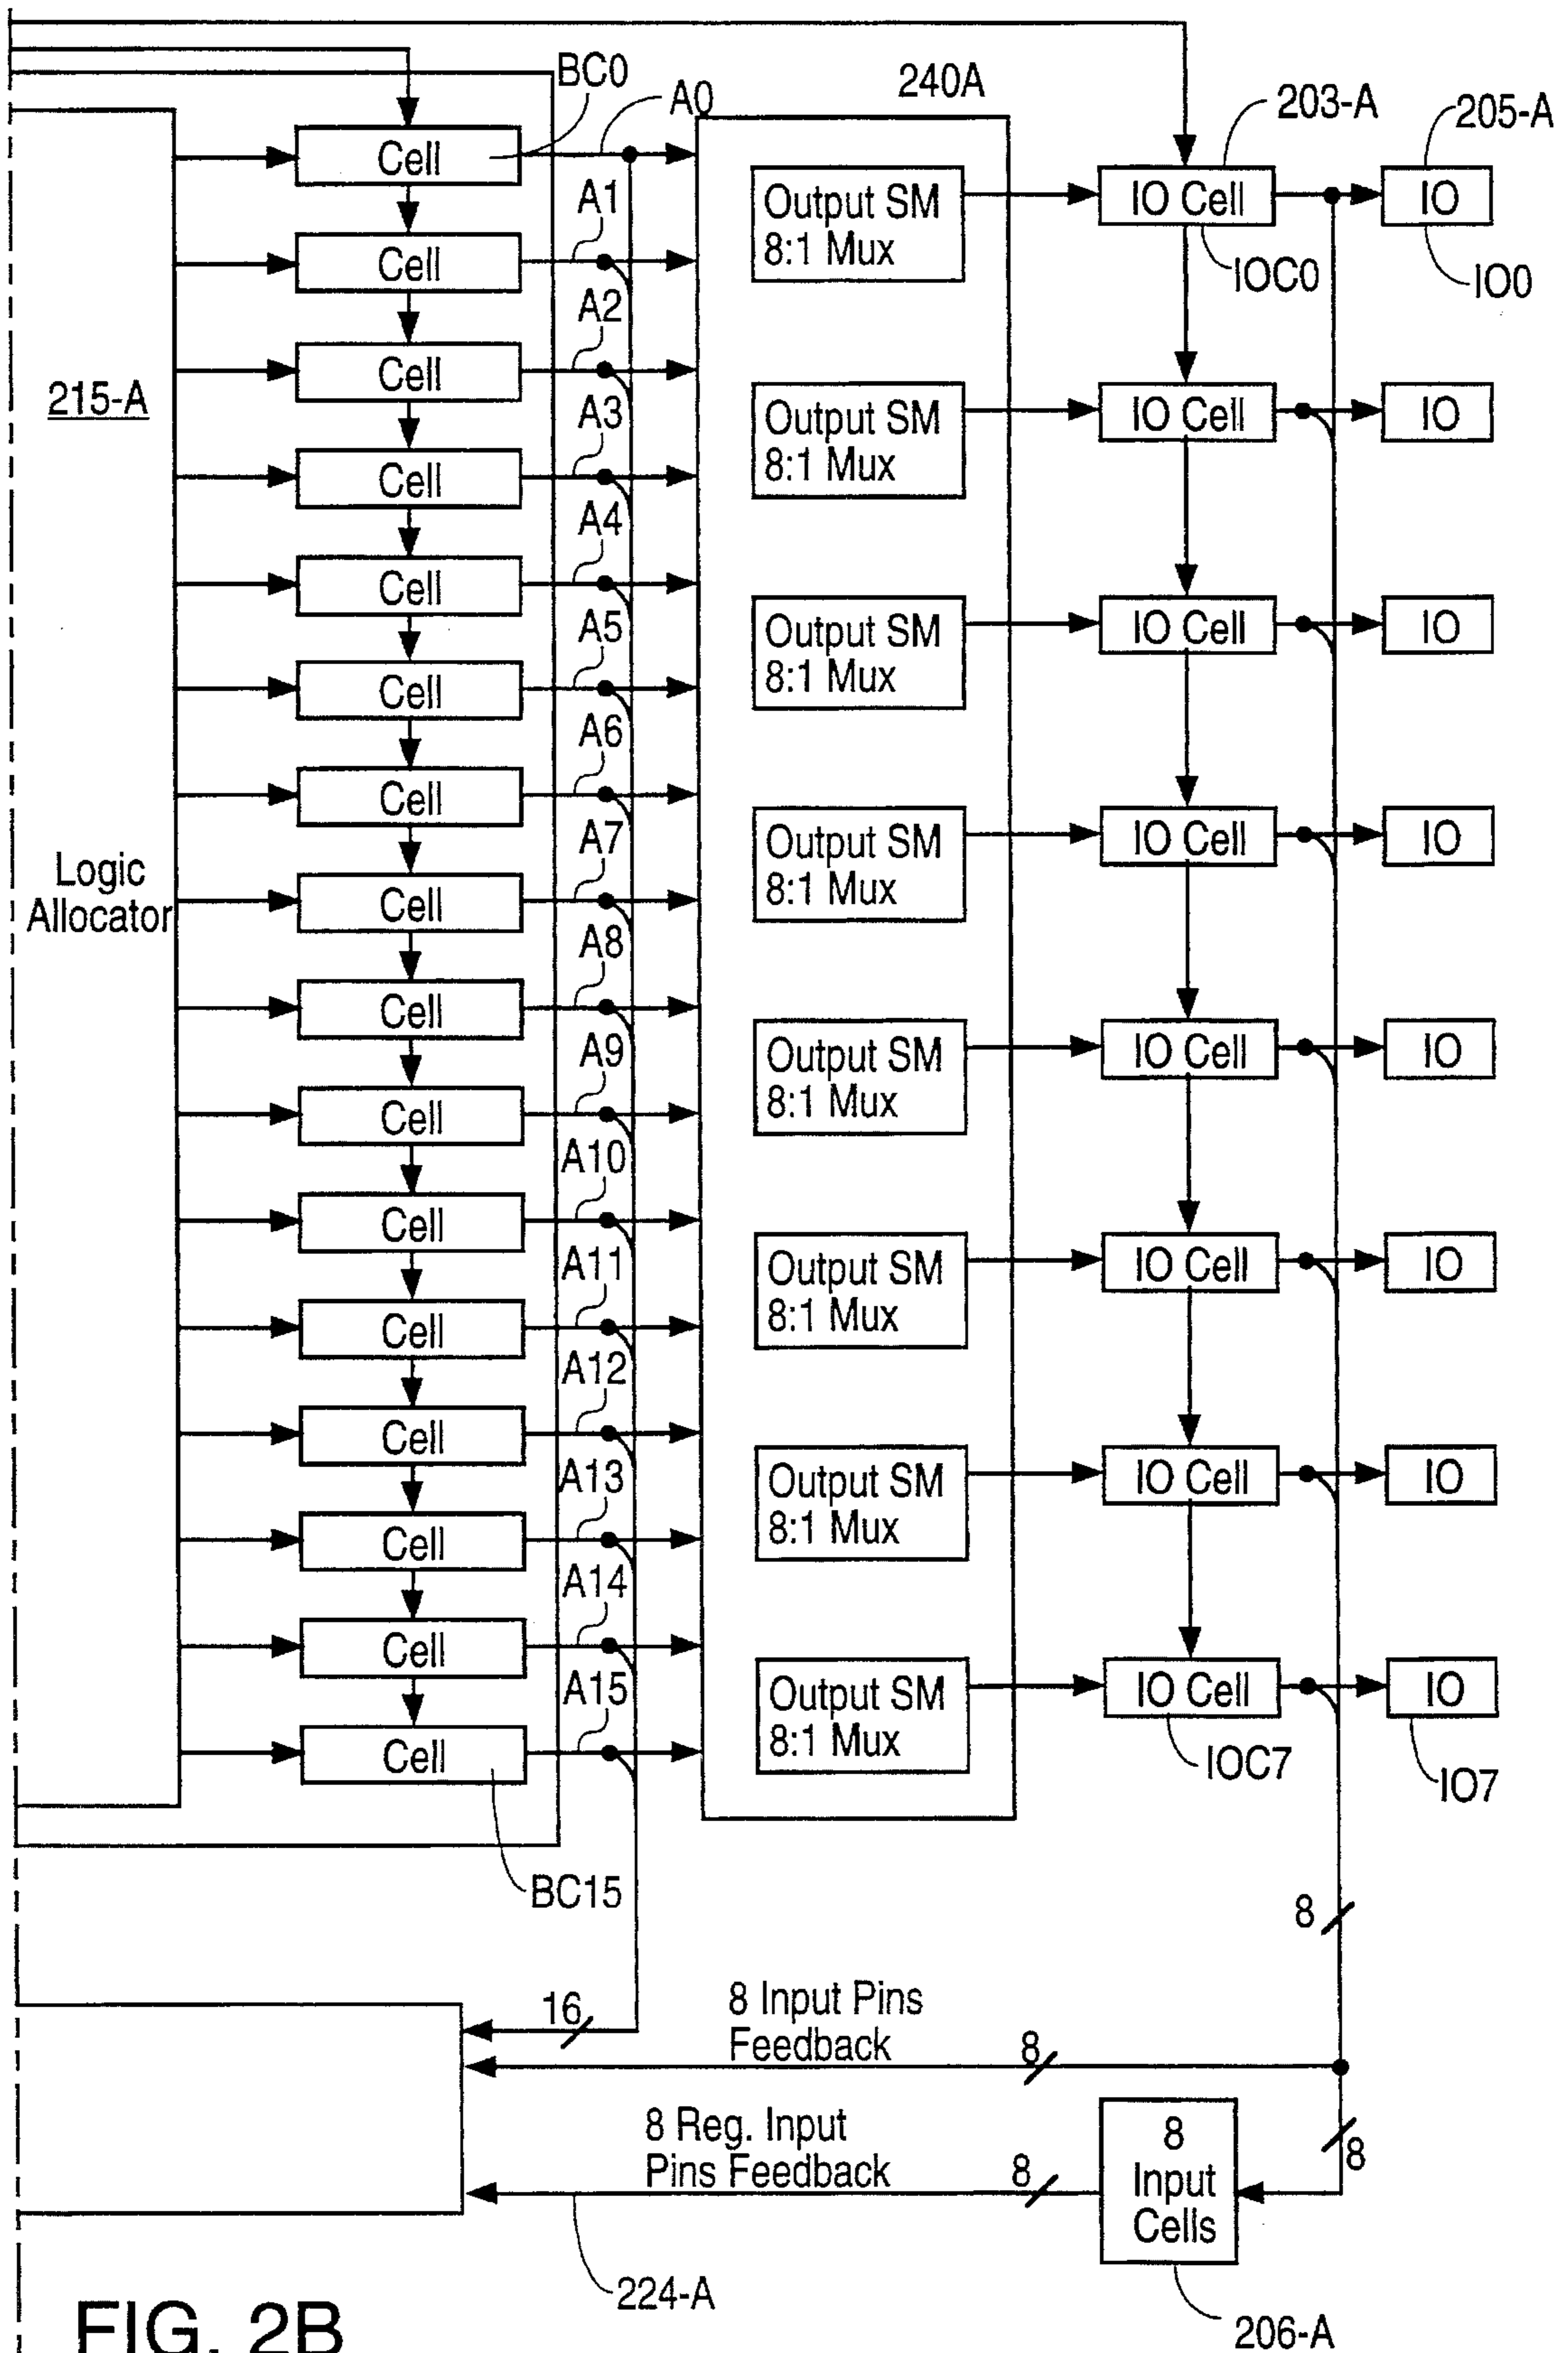 BC0
A0
240A
203-A
205-A
Cell
Output SM
8:1 Mux
IO Cell
IO
A1
IOC0
IO0
Cell
A2
215-A
Cell
A3
Output SM
8:1 Mux
IO Cell
IO
Cell
A4
Cell
A5
Output SM
8:1 Mux
IO Cell
IO
Cell
A6
Cell
A7
Output SM
8:1 Mux
IO Cell
IO
Logic
Allocator
Cell
A8
Cell
A9
Output SM
8:1 Mux
IO Cell
IO
Cell
A10
Cell
A11
Output SM
8:1 Mux
IO Cell
IO
Cell
A12
Cell
A13
Output SM
8:1 Mux
IO Cell
IO
Cell
A14
Cell
A15
Output SM
8:1 Mux
IO Cell
IO
Cell
IOC7
IO7
BC15
8
16
8 Input Pins
Feedback
8
8 Reg. Input
Pins Feedback
8
8
Input
Cells
8
224-A
206-A
FIG. 2B